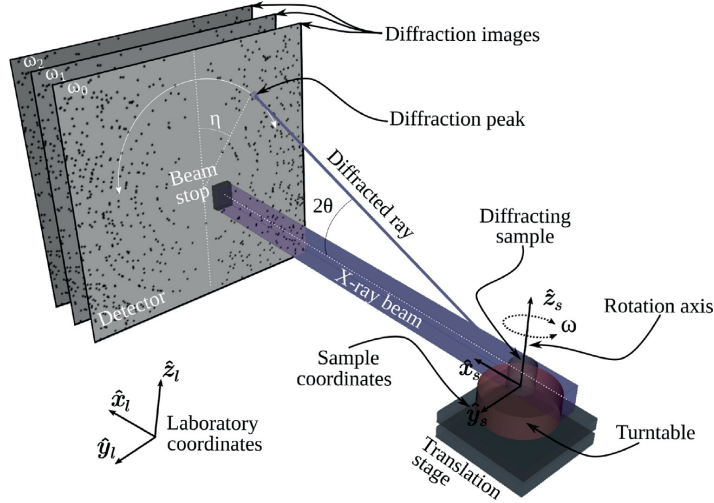 Diffraction images
ω₂
ω₁
ω₀
Diffraction peak
η
Beam
stop
Diffracted ray
2θ
Diffracting
sample
X-ray beam
Detector
ẑₛ
Rotation axis
ω
Sample
coordinates
x̂ₛ
ŷₛ
ẑₗ
x̂ₗ
ŷₗ
Laboratory
coordinates
Turntable
Translation
stage